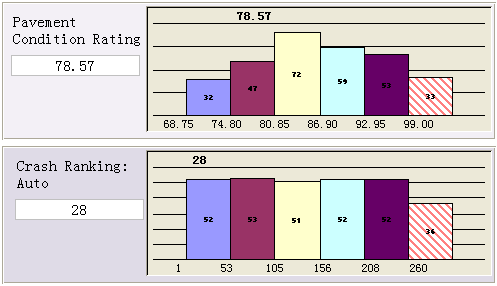 Pavement
Condition Rating
78.57
78.57
32
47
72
59
53
33
68.75 74.80 80.85 86.90 92.95 99.00
Crash Ranking:
Auto
28
28
52
53
51
52
52
36
1 53 105 156 208 260